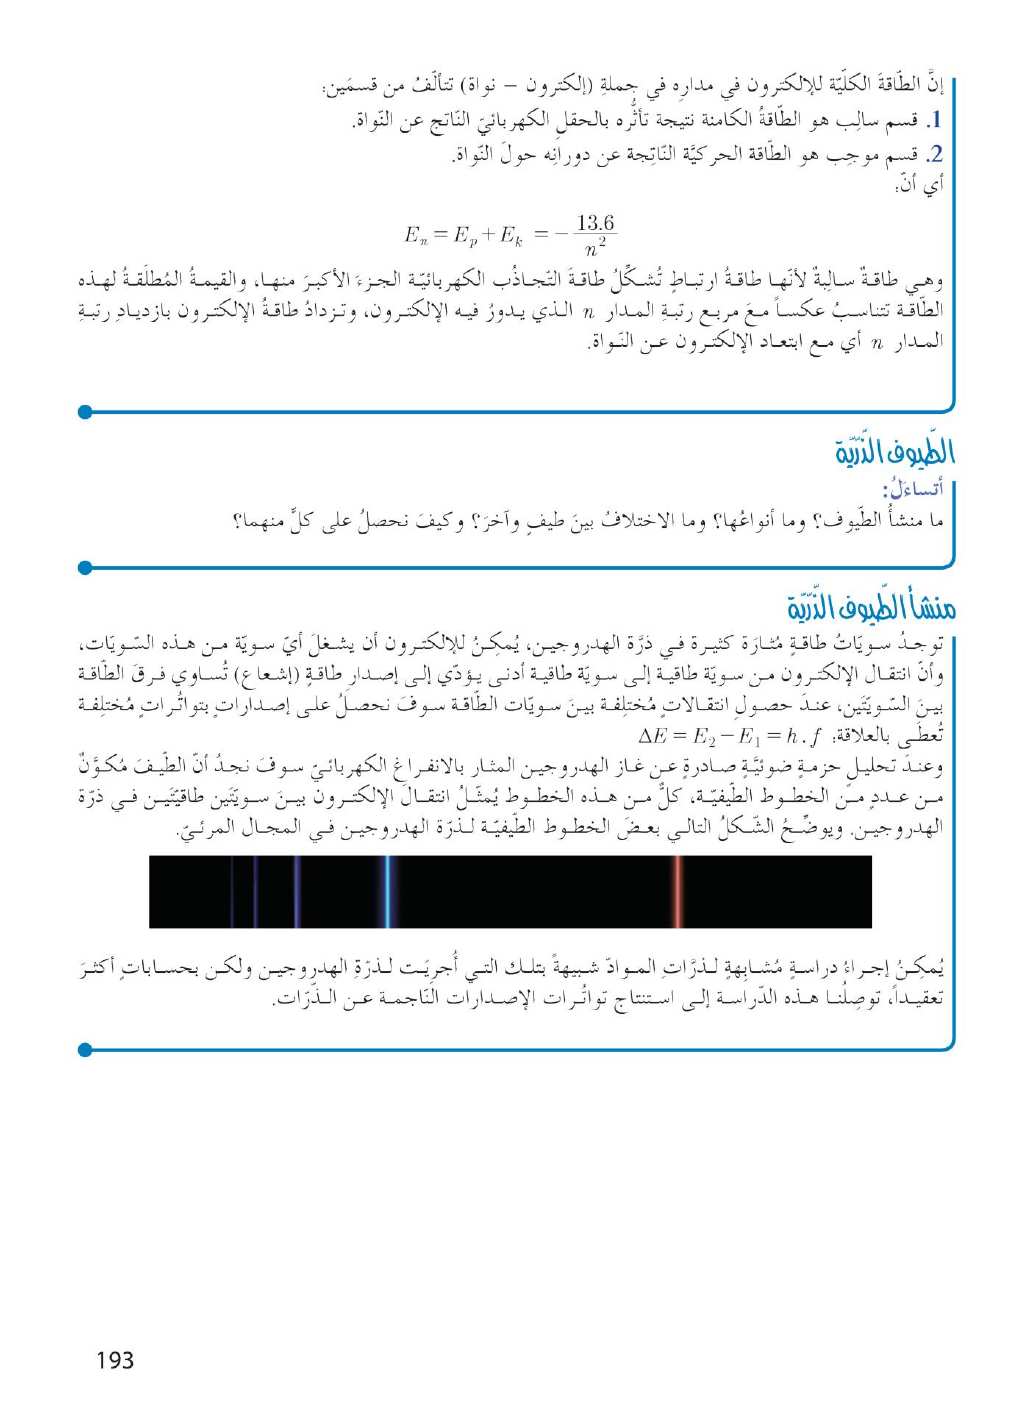 إنَّ الطّاقةَ الكلّيّة للإلكترون في مدارِه في جملةِ (إلكترون – نواة) تتألّفُ من قسمَين:
1. قسم سالِب هو الطّاقةُ الكامنة نتيجة تأثُّره بالحقلِ الكهربائيّ النّاتج عن النّواة.
2. قسم موجِب هو الطّاقة الحركيَّة النّاتِجة عن دورانِه حولَ النّواة.
أي أنّ:
$E_n = E_p + E_k = -\frac{13.6}{n^2}$
وهي طاقةٌ سالِبةٌ لأنّها طاقةُ ارتباطٍ تُشكِّلُ طاقةَ التّجاذُب الكهربائيّة الجزءَ الأكبرَ منها، والقيمةُ المُطلَقةُ لهذه
الطّاقة تتناسبُ عكساً معَ مربع رتبةِ المدار n الذي يدورُ فيه الإلكترون، وتزدادُ طاقةُ الإلكترون بازديادِ رتبةِ
المدار n أي مع ابتعاد الإلكترون عن النّواة.
الطّيوف الذّرّيّة
أتساءَلُ:
ما منشأُ الطّيوف؟ وما أنواعُها؟ وما الاختلافُ بينَ طيفٍ وآخرَ؟ وكيفَ نحصلُ على كلٍّ منهما؟
منشأ الطّيوف الذّرّيّة
توجدُ سويّاتُ طاقةٍ مُثارَة كثيرة في ذرَّة الهدروجين، يُمكِنُ للإلكترون أن يشغلَ أيّ سويّة من هذه السّويّات،
وأنّ انتقال الإلكترون من سويّة طاقية إلى سويّة طاقية أدنى يؤدّي إلى إصدارِ طاقةٍ (إشعاع) تُساوي فرقَ الطّاقة
بينَ السّويّتَين، عندَ حصولِ انتقالاتٍ مُختلِفة بينَ سويّات الطّاقة سوفَ نحصلُ على إصداراتٍ بتواتُراتٍ مُختلِفة
تُعطَى بالعلاقة: $\Delta E = E_2 - E_1 = h . f$
وعندَ تحليلِ حزمةٍ ضوئيَّةٍ صادرةٍ عن غاز الهدروجين المثار بالانفراغ الكهربائيّ سوفَ نجدُ أنّ الطّيفَ مُكوَّنٌ
من عددٍ من الخطوط الطّيفيّة، كلٌّ من هذه الخطوط يُمثّلُ انتقالَ الإلكترون بينَ سويّتَين طاقيّتَين في ذرّة
الهدروجين. ويوضِّحُ الشّكلُ التالي بعضَ الخطوط الطّيفيّة لذرّة الهدروجين في المجال المرئيّ.
يُمكِنُ إجراءُ دراسةٍ مُشابِهةٍ لذرَّاتِ الموادّ شبيهةً بتلك التي أُجريَت لذرّةِ الهدروجين ولكن بحساباتٍ أكثرَ
تعقيداً، توصِلُنا هذه الدّراسة إلى استنتاج تواتُرات الإصدارات النّاجمة عن الذّرّات.
193